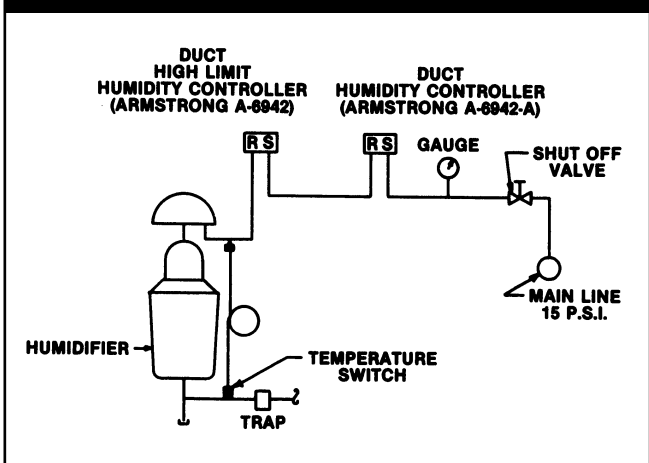 DUCT
HIGH LIMIT
HUMIDITY CONTROLLER
(ARMSTRONG A-6942)
DUCT
HUMIDITY CONTROLLER
(ARMSTRONG A-6942-A)
R S
R S
GAUGE
SHUT OFF
VALVE
MAIN LINE
15 P.S.I.
HUMIDIFIER
TEMPERATURE
SWITCH
TRAP